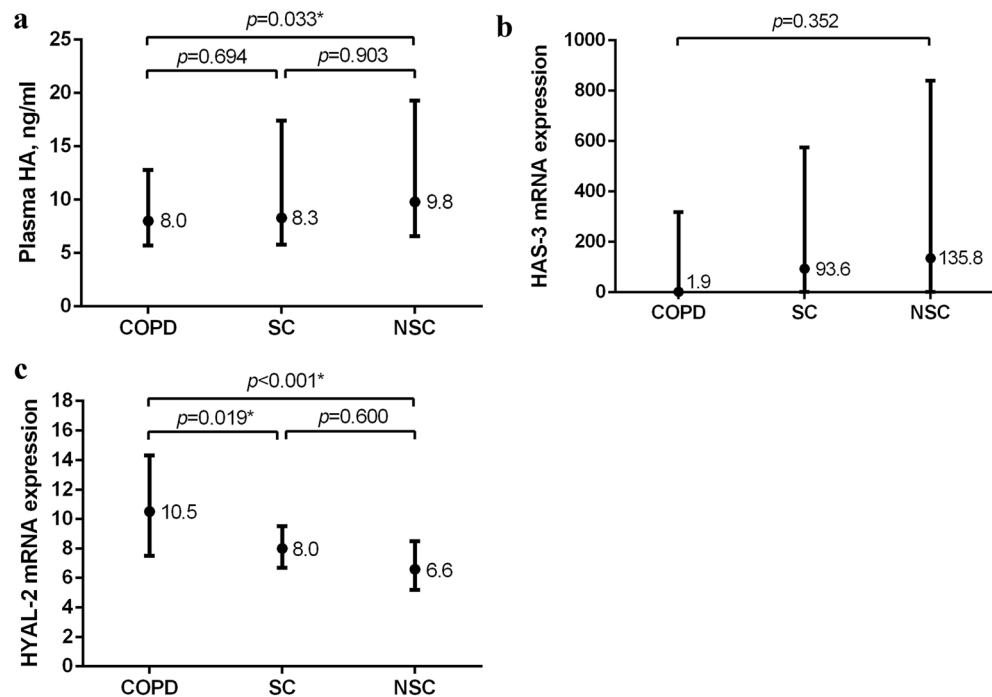 a
p=0.033*
p=0.694
p=0.903
Plasma HA, ng/ml
25
20
15
10
5
0
8.0
8.3
9.8
COPD
SC
NSC
b
p=0.352
HAS-3 mRNA expression
1000
800
600
400
200
0
1.9
93.6
135.8
COPD
SC
NSC
c
p<0.001*
p=0.019*
p=0.600
HYAL-2 mRNA expression
18
16
14
12
10
8
6
4
2
0
10.5
8.0
6.6
COPD
SC
NSC